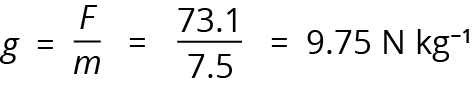 g = F/m = 73.1/7.5 = 9.75 N kg⁻¹